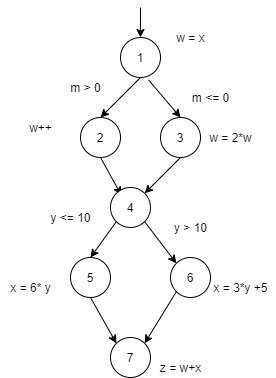 w = x
1
m > 0
m <= 0
w++
2
3
w = 2*w
4
y <= 10
y > 10
x = 6* y
5
6
x = 3*y +5
7
z = w+x